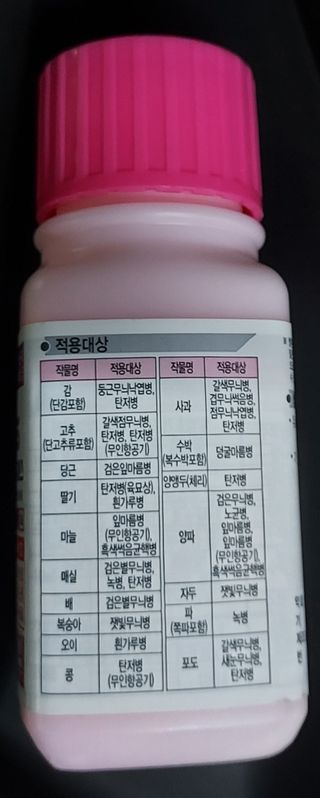 적용대상
작물명 적용대상
감
(단감포함)
둥근무늬낙엽병,
탄저병
고추
(단고추류포함)
갈색점무늬병,
탄저병, 탄저병
(무인항공기)
당근 검은잎마름병
딸기
탄저병(육묘상),
흰가루병
마늘
잎마름병
(무인항공기),
흑색썩음균핵병
매실
검은별무늬병,
녹병, 탄저병
배 검은별무늬병
복숭아 잿빛무늬병
오이 흰가루병
콩
탄저병
(무인항공기)
작물명 적용대상
사과
갈색무늬병,
겹무늬썩음병,
점무늬낙엽병,
탄저병
수박
(복수박포함)
덩굴마름병
양앵두(체리) 탄저병
양파
검은무늬병,
노균병,
잎마름병,
잎마름병
(무인항공기),
흑색썩음균핵병
자두 잿빛무늬병
파
(쪽파포함)
녹병
포도
갈색무늬병,
새눈무늬병,
탄저병